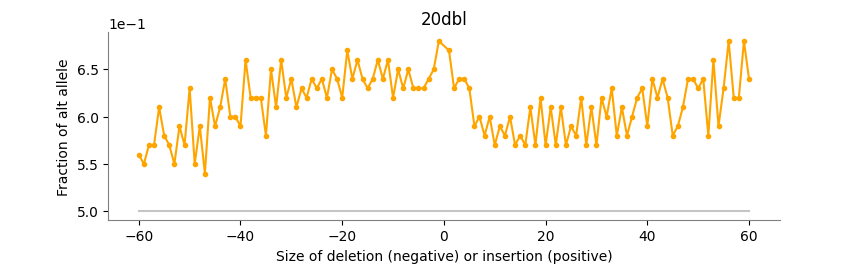 20dbl
1e−1
Fraction of alt allele
6.5
6.0
5.5
5.0
−60 −40 −20 0 20 40 60
Size of deletion (negative) or insertion (positive)